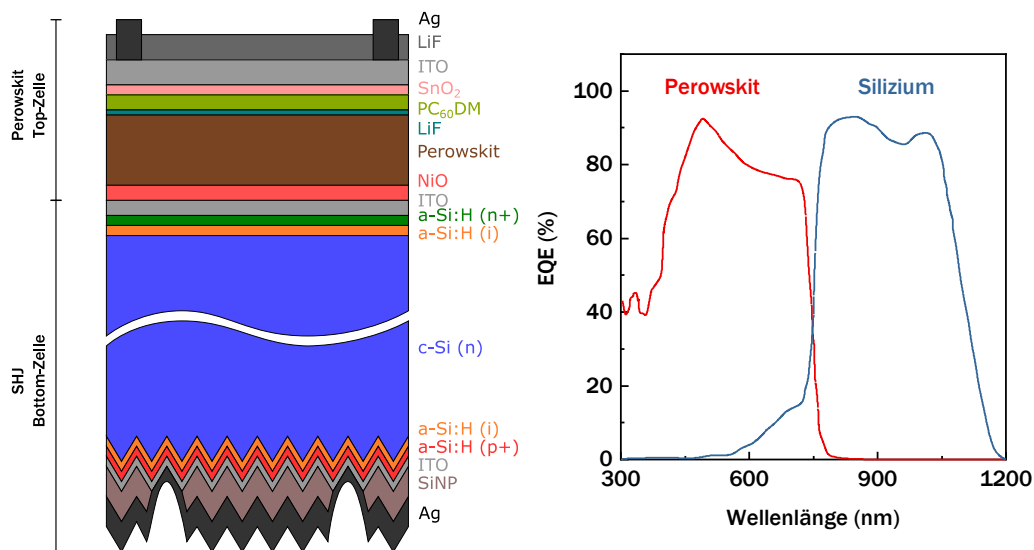 Perowskit
Top-Zelle
SHJ
Bottom-Zelle
Ag
LiF
ITO
SnO₂
PC₆₀DM
LiF
Perowskit
NiO
ITO
a-Si:H (n+)
a-Si:H (i)
c-Si (n)
a-Si:H (i)
a-Si:H (p+)
ITO
SiNP
Ag
Perowskit
Silizium
EQE (%)
100
80
60
40
20
0
300
600
900
1200
Wellenlänge (nm)